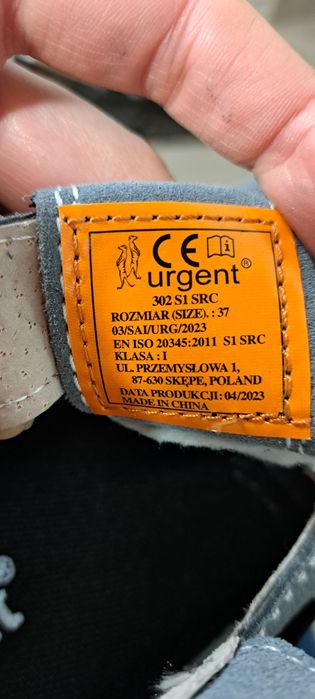 CE
urgent®
302 S1 SRC
ROZMIAR (SIZE). : 37
03/SAI/URG/2023
EN ISO 20345:2011 S1 SRC
KLASA : I
UL. PRZEMYSŁOWA 1,
87-630 SKĘPE, POLAND
DATA PRODUKCJI: 04/2023
MADE IN CHINA